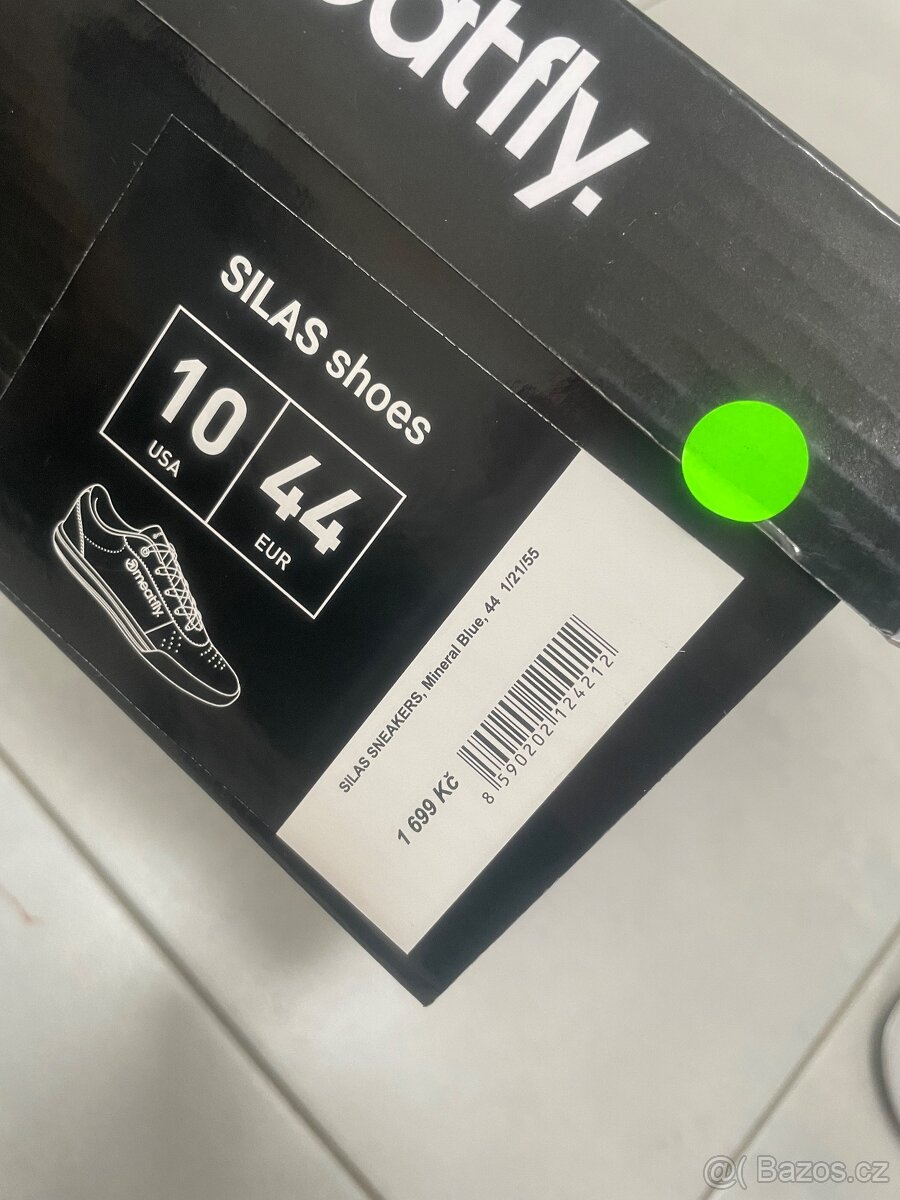 eatfly.
SILAS shoes
10
USA
44
EUR
meatfly.
SILAS SNEAKERS, Mineral Blue, 44 1/21/55
8 590202 124212
1 699 Kč
@( Bazos.cz